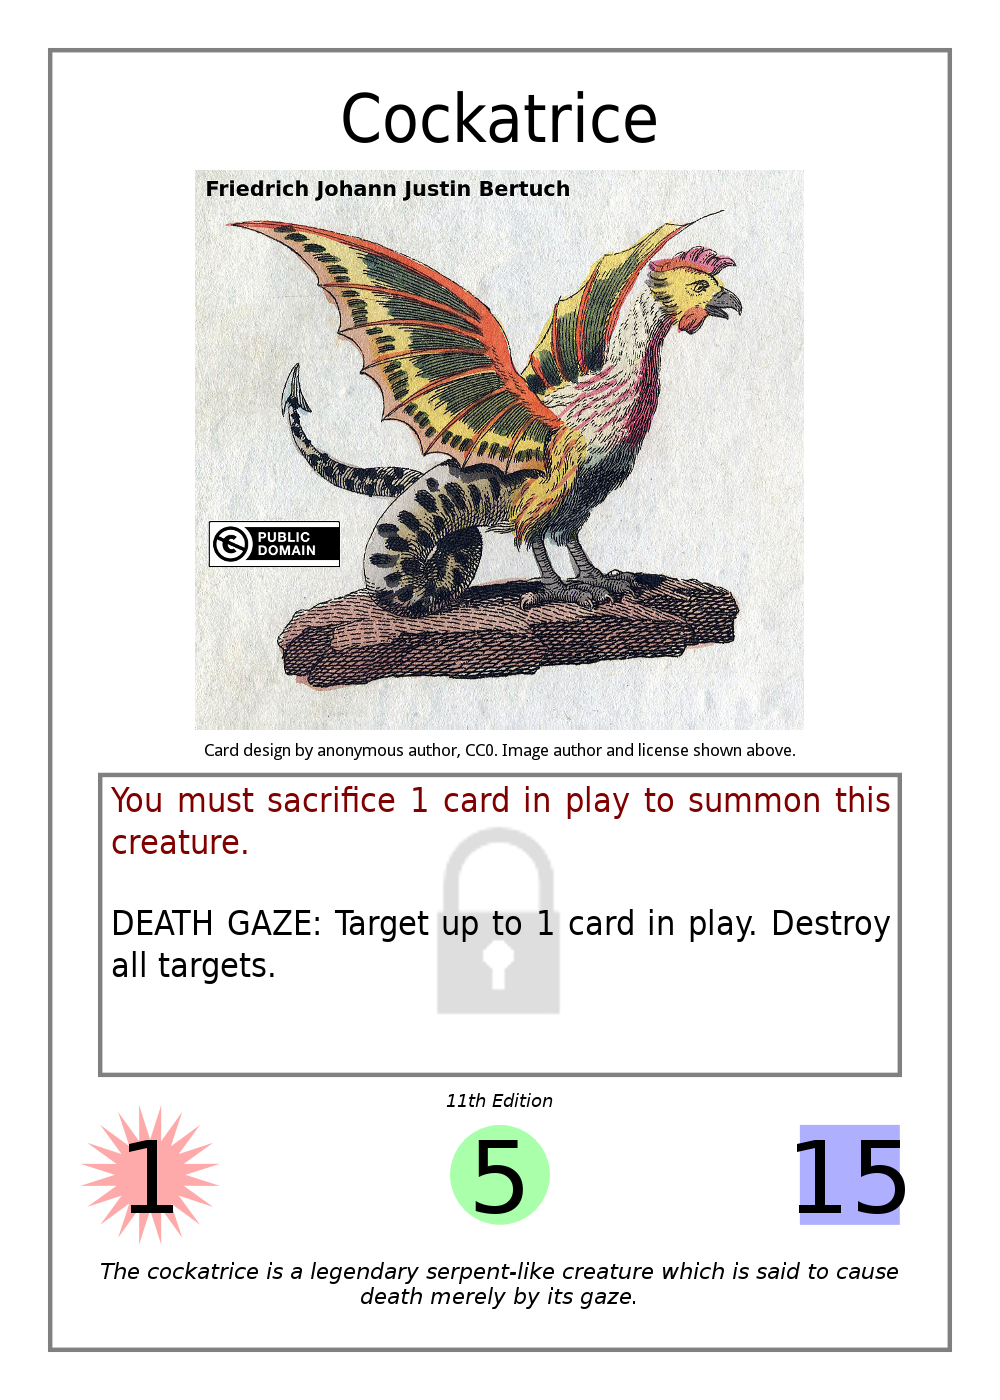 Cockatrice
Friedrich Johann Justin Bertuch
PUBLIC
DOMAIN
Card design by anonymous author, CC0. Image author and license shown above.
You must sacrifice 1 card in play to summon this
creature.
DEATH GAZE: Target up to 1 card in play. Destroy
all targets.
11th Edition
1 5 15
The cockatrice is a legendary serpent-like creature which is said to cause
death merely by its gaze.